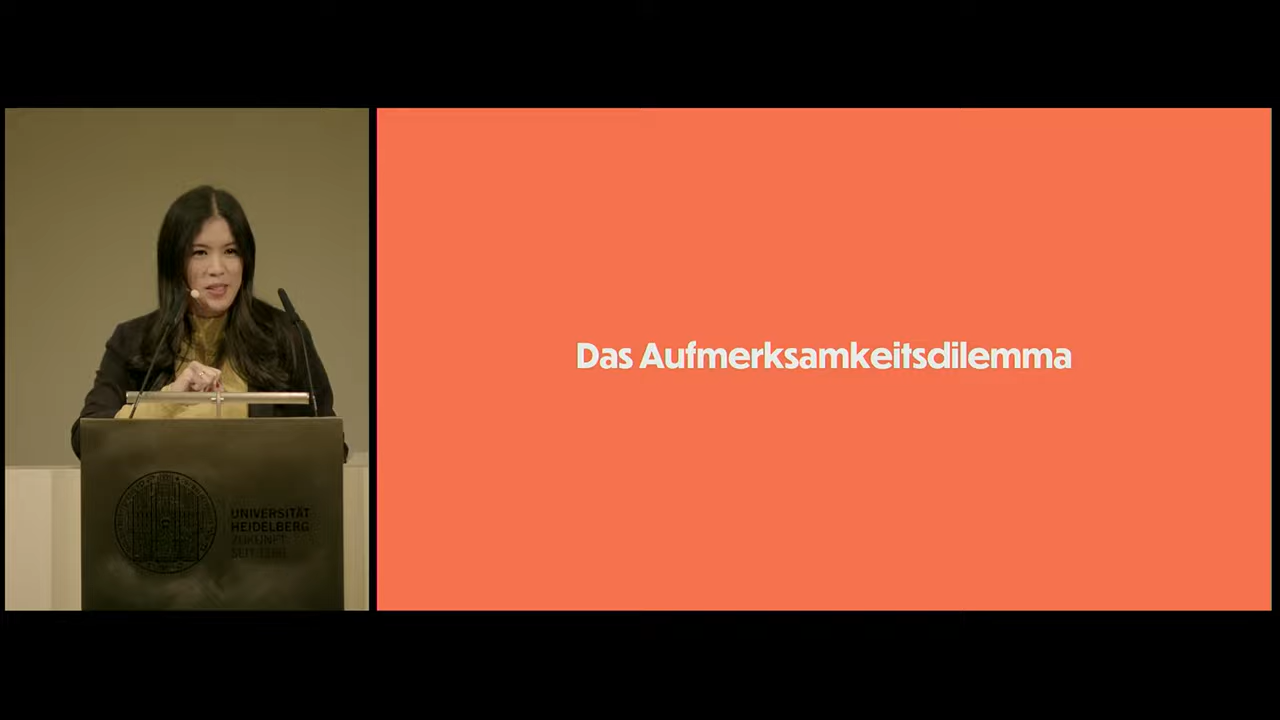 Das Aufmerksamkeitsdilemma
UNIVERSITÄT
HEIDELBERG
ZUKUNFT
SEIT 1386